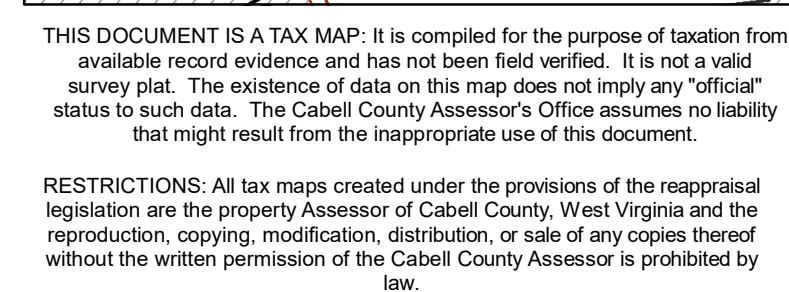 THIS DOCUMENT IS A TAX MAP: It is compiled for the purpose of taxation from
available record evidence and has not been field verified. It is not a valid
survey plat. The existence of data on this map does not imply any "official"
status to such data. The Cabell County Assessor's Office assumes no liability
that might result from the inappropriate use of this document.
RESTRICTIONS: All tax maps created under the provisions of the reappraisal
legislation are the property Assessor of Cabell County, West Virginia and the
reproduction, copying, modification, distribution, or sale of any copies thereof
without the written permission of the Cabell County Assessor is prohibited by
law.